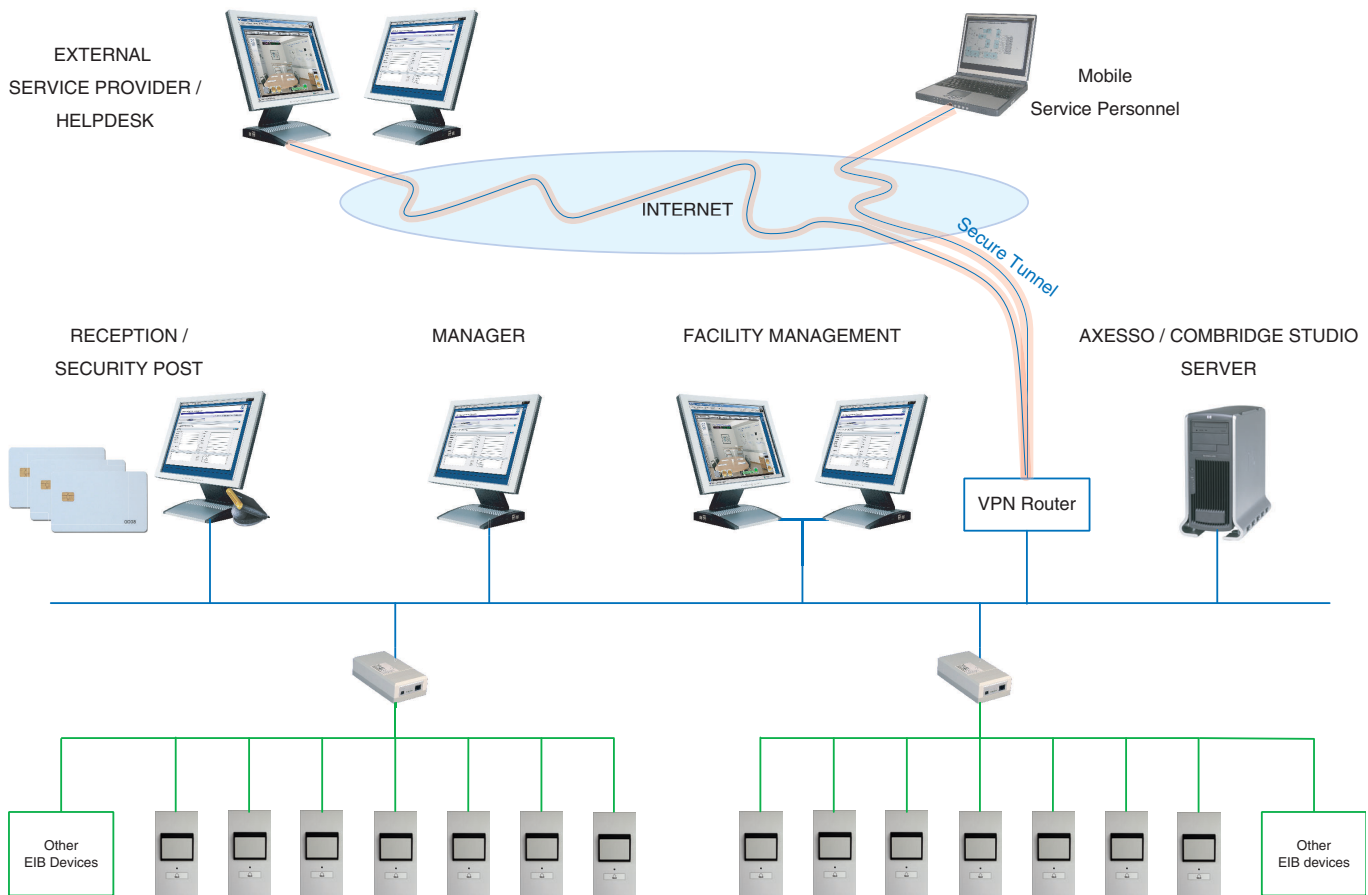 EXTERNAL
SERVICE PROVIDER /
HELPDESK
Mobile
Service Personnel
INTERNET
Secure Tunnel
RECEPTION /
SECURITY POST
MANAGER
FACILITY MANAGEMENT
AXESSO / COMBRIDGE STUDIO
SERVER
VPN Router
Other
EIB Devices
Other
EIB devices